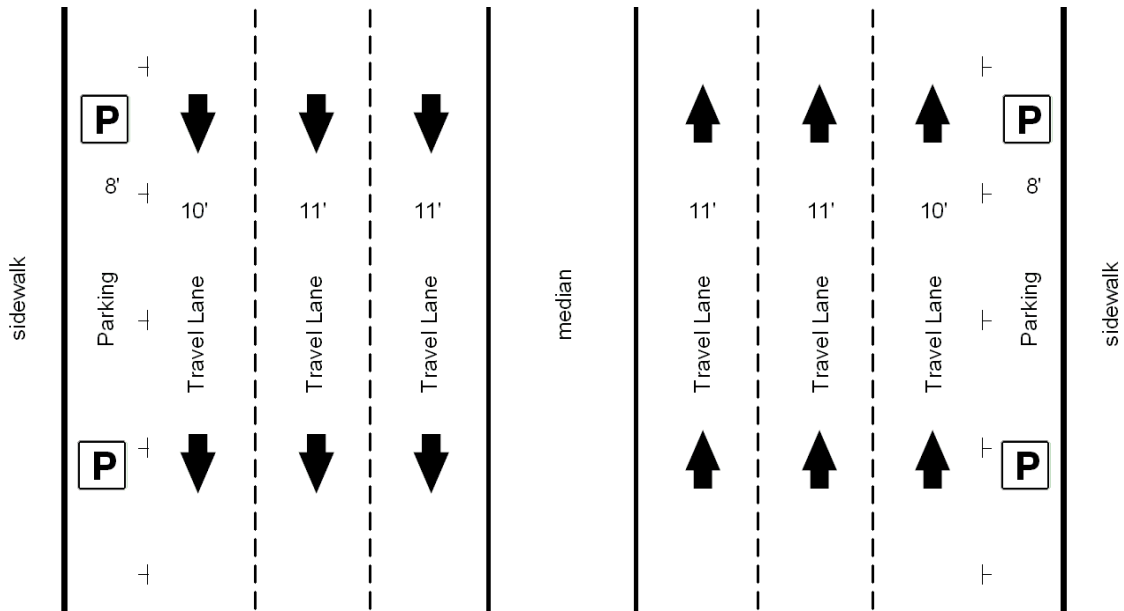 P
P
8'
8'
10'
11'
11'
11'
11'
10'
sidewalk
Parking
Travel Lane
Travel Lane
Travel Lane
median
Travel Lane
Travel Lane
Travel Lane
Parking
sidewalk
P
P